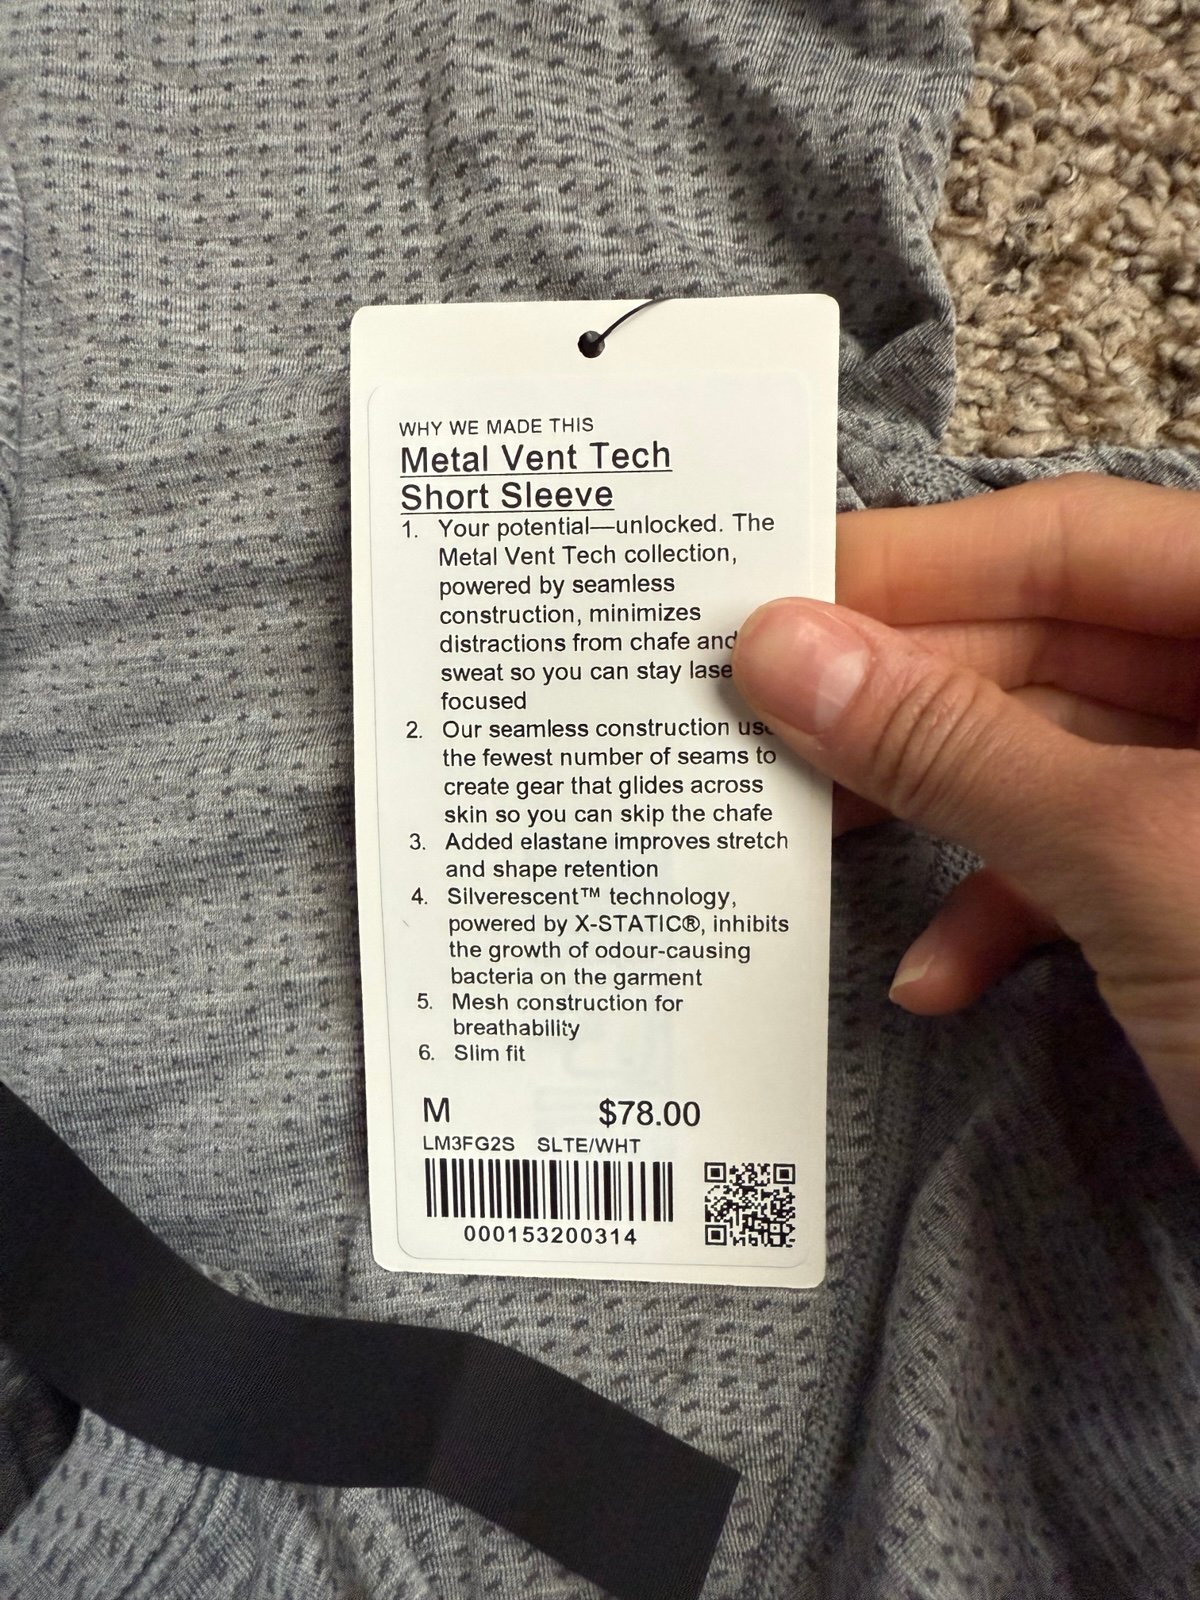 WHY WE MADE THIS
Metal Vent Tech
Short Sleeve
1. Your potential—unlocked. The
Metal Vent Tech collection,
powered by seamless
construction, minimizes
distractions from chafe and
sweat so you can stay
focused
2. Our seamless construction
the fewest number of seams to
create gear that glides across
skin so you can skip the chafe
3. Added elastane improves stretch
and shape retention
4. Silverescent™ technology,
powered by X-STATIC®, inhibits
the growth of odour-causing
bacteria on the garment
5. Mesh construction for
breathability
6. Slim fit
M $78.00
LM3FG2S SLTE/WHT
000153200314